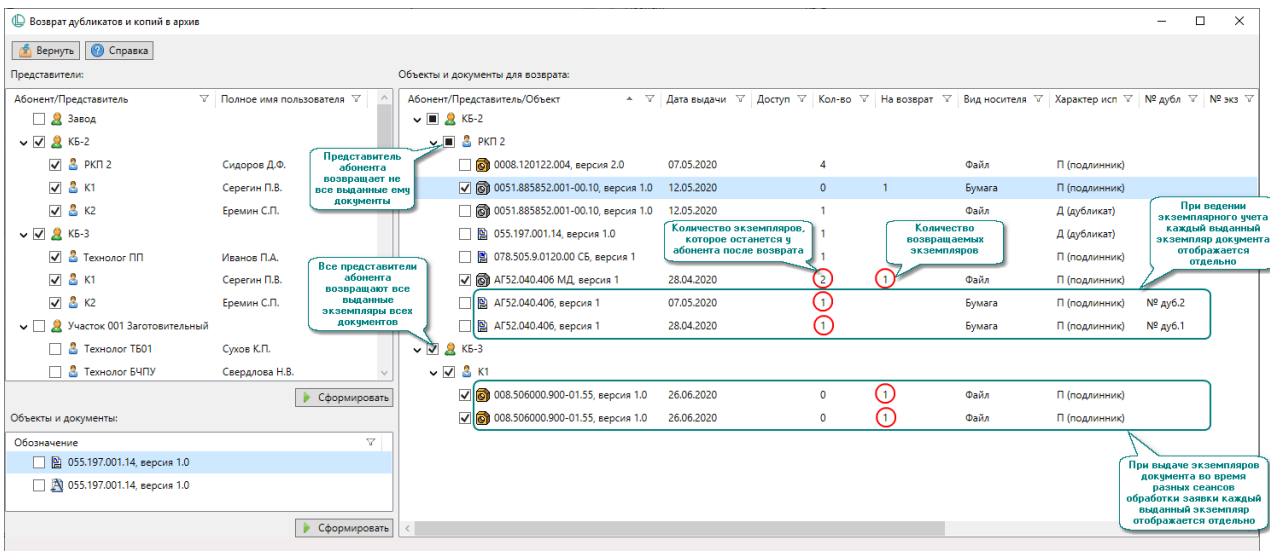 Возврат дубликатов и копий в архив
Вернуть Справка
Представители:
Абонент/Представитель Полное имя пользователя
Завод
КБ-2
РКП 2 Сидоров Д.Ф.
К1 Серегин П.В.
К2 Еремин С.П.
КБ-3
Технолог ПП Иванов П.А.
К1 Серегин П.В.
К2 Еремин С.П.
Участок 001 Заготовительный
Технолог ТБ01 Сухов К.П.
Технолог БЧПУ Свердлова Н.В.
Сформировать
Объекты и документы:
Обозначение
055.197.001.14, версия 1.0
055.197.001.14, версия 1.0
Сформировать
Объекты и документы для возврата:
Абонент/Представитель/Объект Дата выдачи Доступ Кол-во На возврат Вид носителя Характер исп № дубл № экз
КБ-2
РКП 2
0008.120122.004, версия 2.0 07.05.2020 4 Файл П (подлинник)
0051.885852.001-00.10, версия 1.0 12.05.2020 0 1 Бумага П (подлинник)
0051.885852.001-00.10, версия 1.0 12.05.2020 1 Файл Д (дубликат)
055.197.001.14, версия 1.0 1 Д (дубликат)
078.505.9.0120.00 СБ, версия 1 1 П (подлинник)
АГ52.040.406 МД, версия 1 28.04.2020 2 1 Файл П (подлинник)
АГ52.040.406, версия 1 07.05.2020 1 Бумага П (подлинник) № дуб.2
АГ52.040.406, версия 1 28.04.2020 1 Бумага П (подлинник) № дуб.1
КБ-3
К1
008.506000.900-01.55, версия 1.0 26.06.2020 0 1 Файл П (подлинник)
008.506000.900-01.55, версия 1.0 26.06.2020 0 1 Файл П (подлинник)
Представитель
абонента
возвращает не
все выданные ему
документы
Все представители
абонента
возвращают все
выданные
экземпляры всех
документов
Количество экземпляров,
которое останется у
абонента после возврата
Количество
возвращаемых
экземпляров
При ведении
экземплярного учета
каждый выданный
экземпляр документа
отображается
отдельно
При выдаче экземпляров
документа во время
разных сеансов
обработки заявки каждый
выданный экземпляр
отображается отдельно